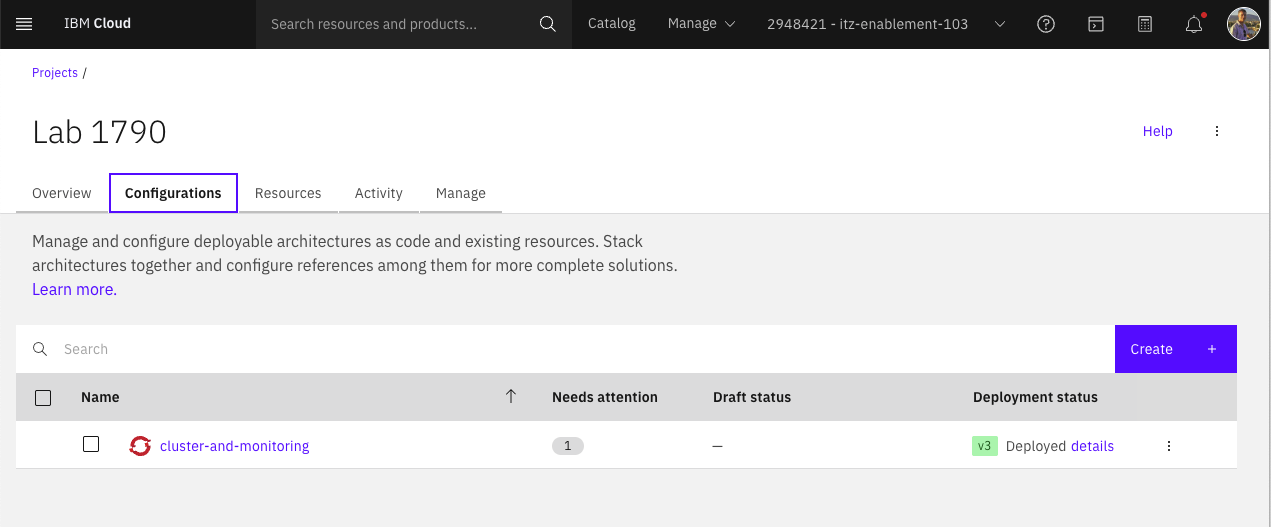 IBM Cloud
Search resources and products...
Catalog
Manage
2948421 - itz-enablement-103
Projects /
Lab 1790
Help
Overview
Configurations
Resources
Activity
Manage
Manage and configure deployable architectures as code and existing resources. Stack
architectures together and configure references among them for more complete solutions.
Learn more.
Search
Create +
Name
Needs attention
Draft status
Deployment status
cluster-and-monitoring
1
—
v3 Deployed details